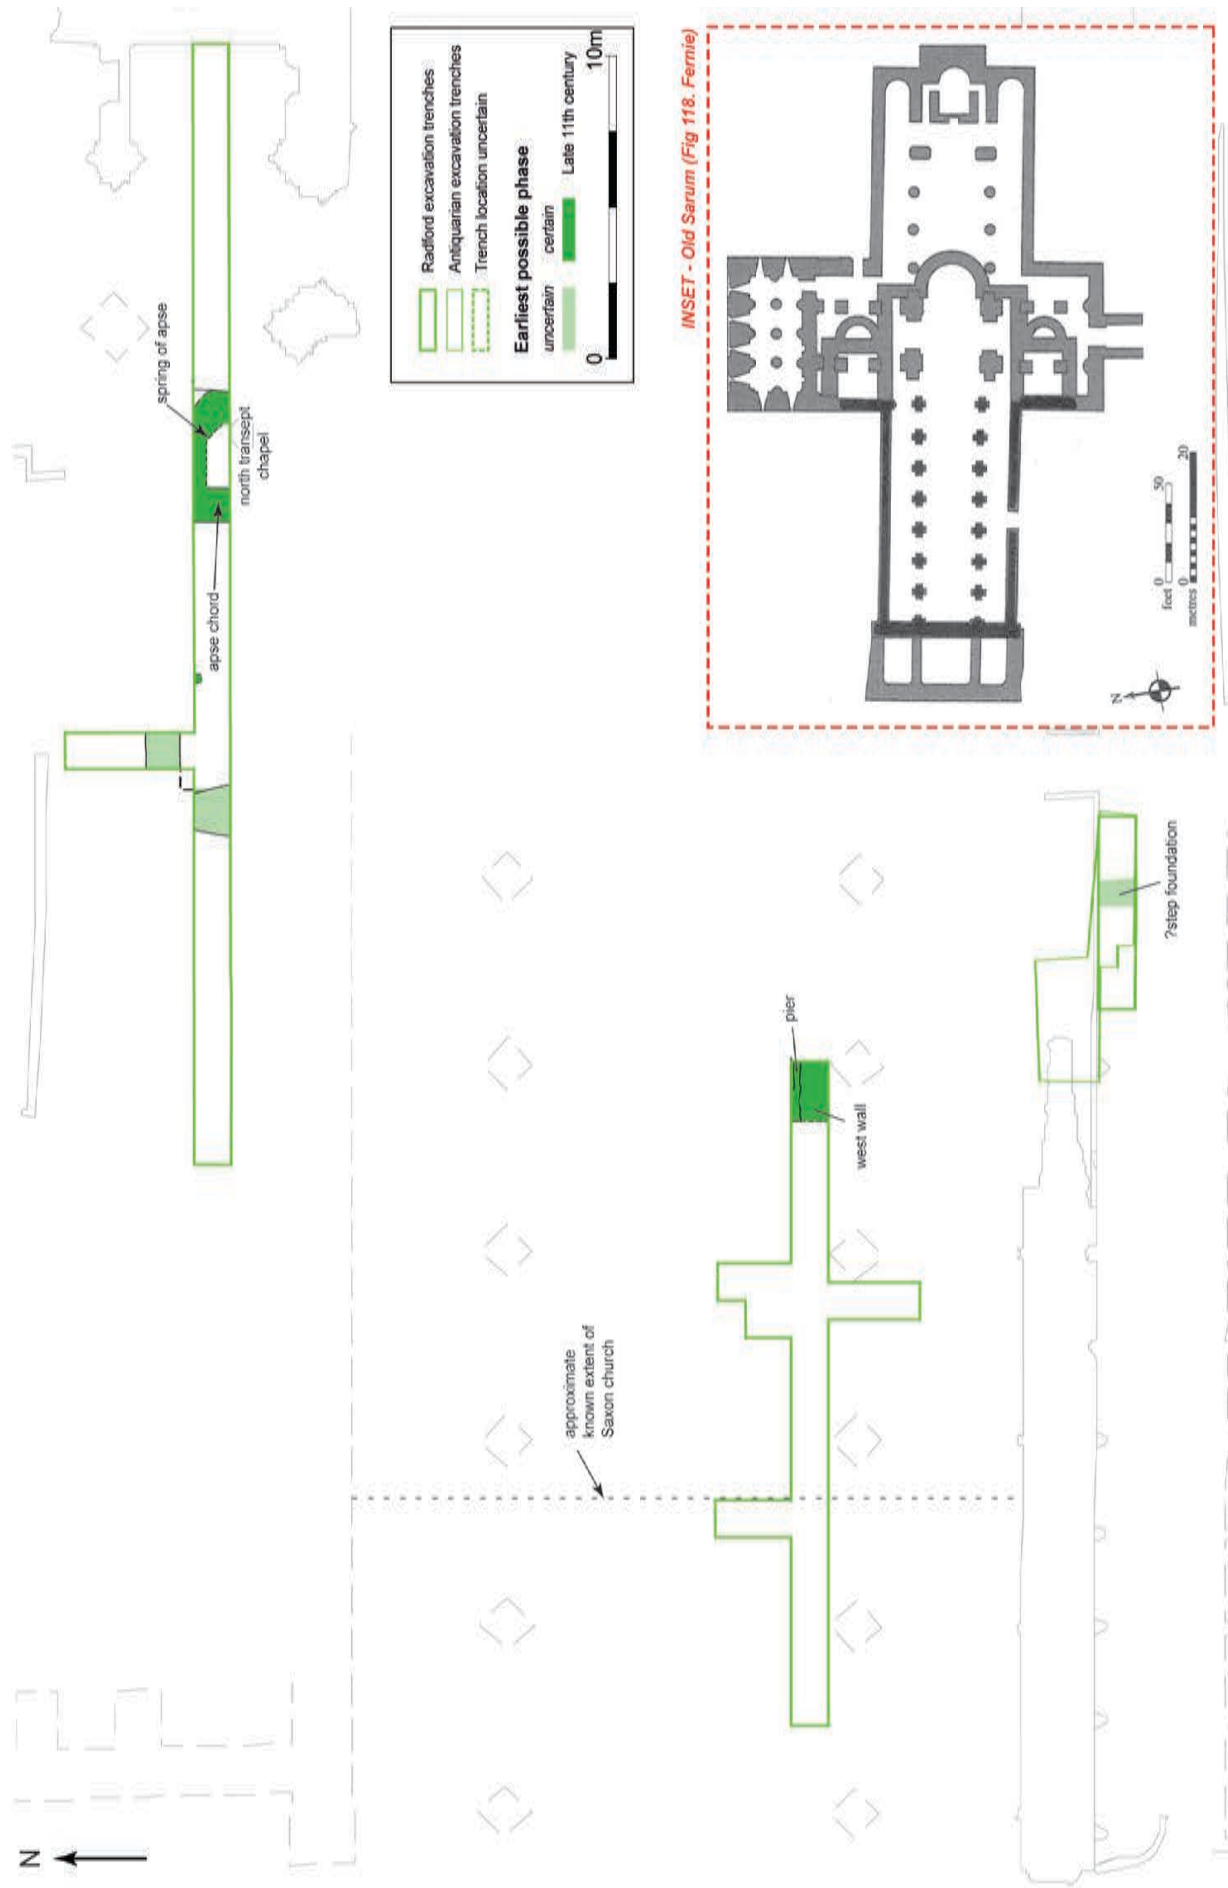 N
spring of apse
apse chord
north transept
chapel
Radford excavation trenches
Antiquarian excavation trenches
Trench location uncertain
Earliest possible phase
uncertain certain
Late 11th century
0 10m
approximate
known extent of
Saxon church
pier
west wall
?step foundation
INSET - Old Sarum (Fig 118. Fernie)
N
0 50
feet
0 20
metres